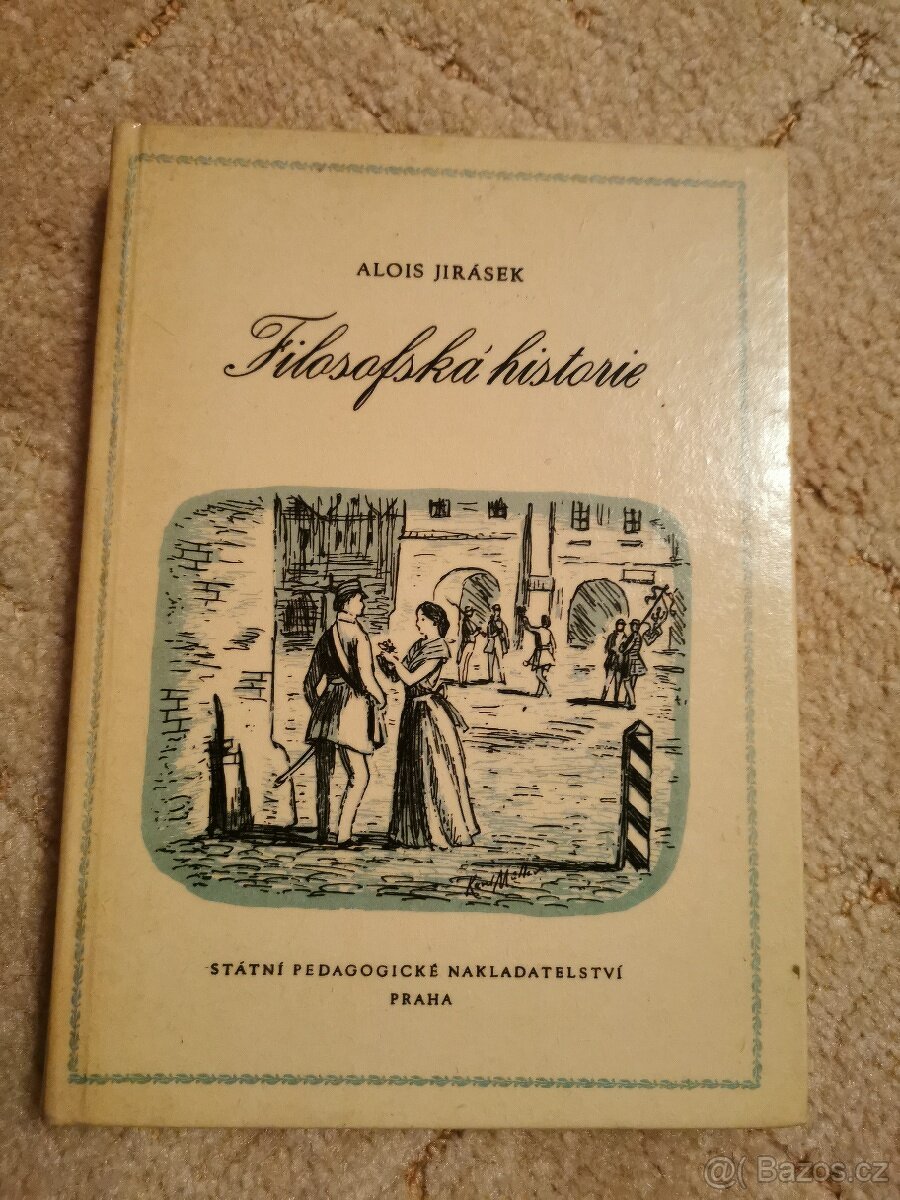 ALOIS JIRÁSEK
Filosofská historie
STÁTNÍ PEDAGOGICKÉ NAKLADATELSTVÍ
PRAHA
@( Bazos.cz